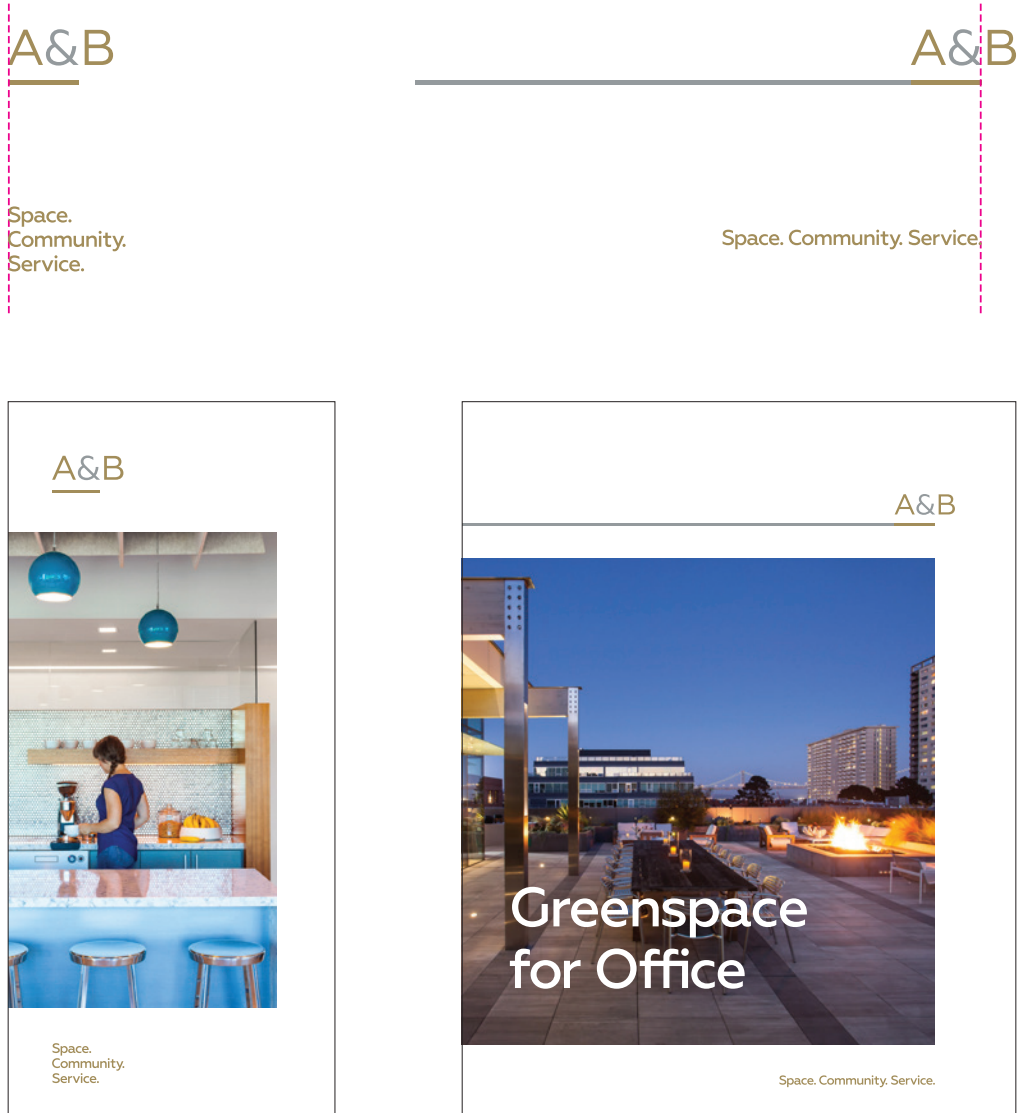 A&B
A&B
Space.
Community.
Service.
Space. Community. Service.
A&B
A&B
Greenspace
for Office
Space.
Community.
Service.
Space. Community. Service.